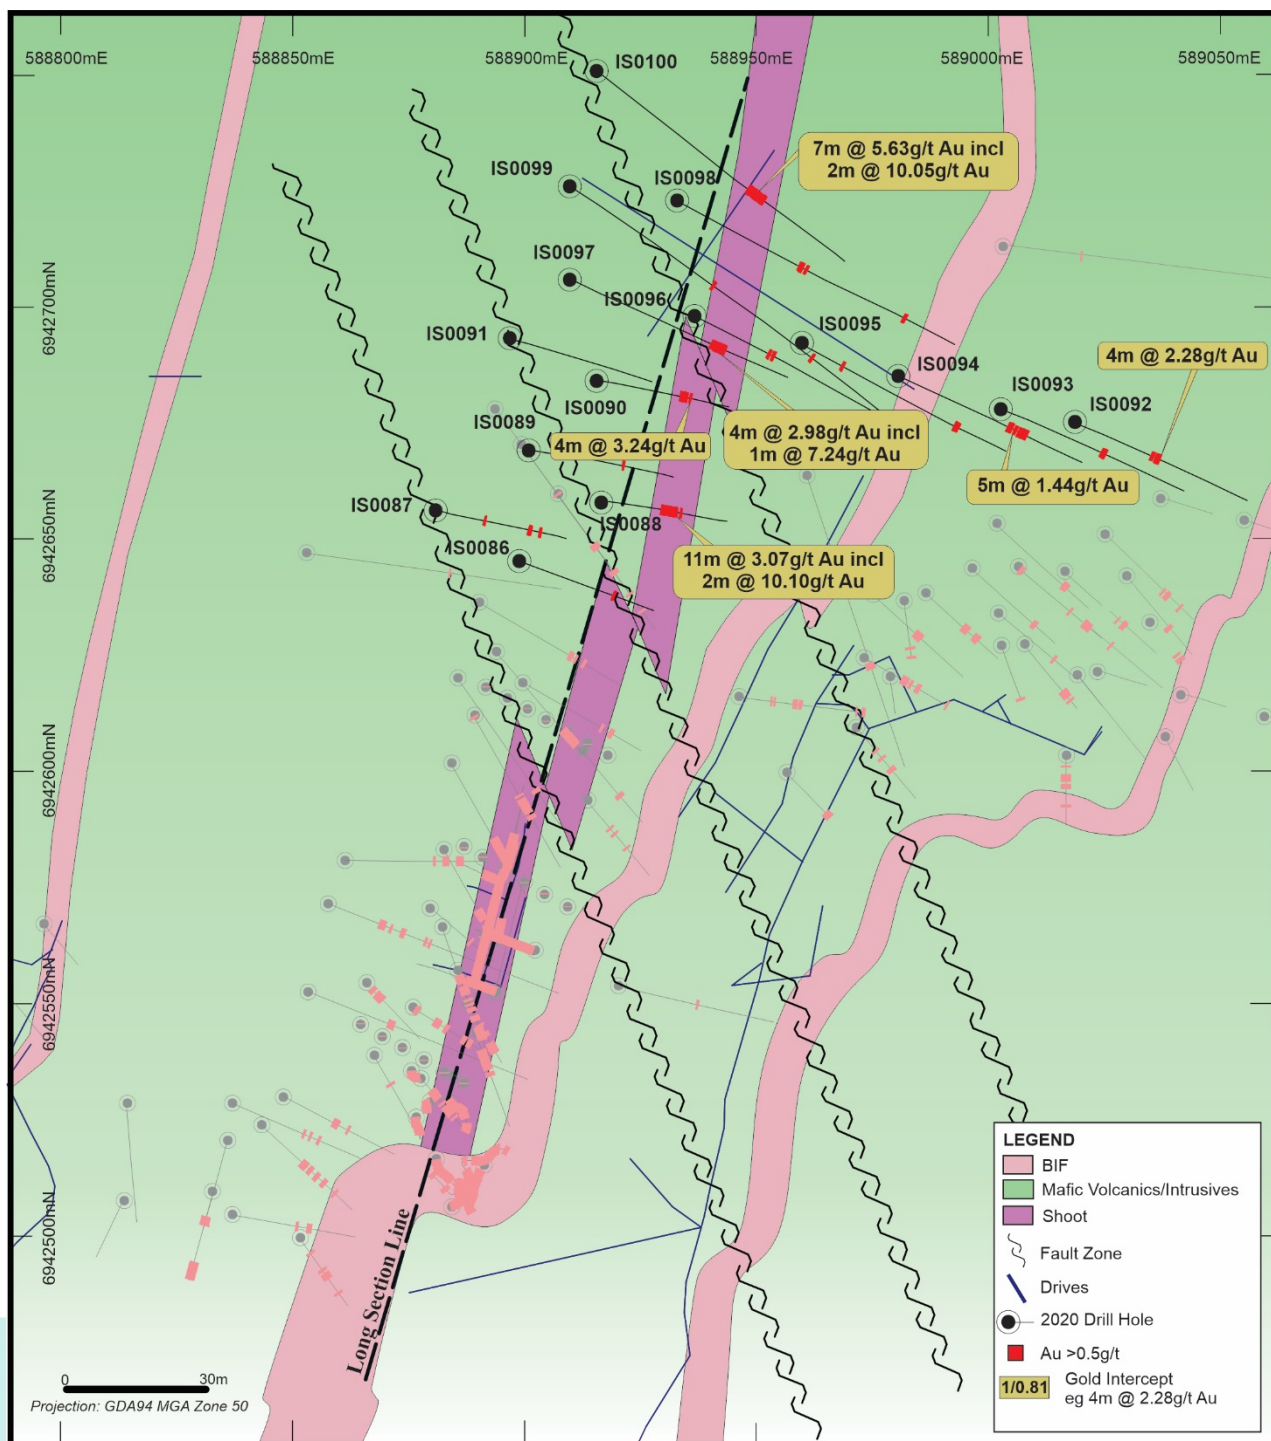 588800mE
588850mE
588900mE
588950mE
589000mE
589050mE
IS0100
7m @ 5.63g/t Au incl
2m @ 10.05g/t Au
IS0099
IS0098
IS0097
6942700mN
IS0096
IS0095
IS0091
IS0094
4m @ 2.28g/t Au
IS0093
IS0092
IS0090
IS0089
4m @ 3.24g/t Au
4m @ 2.98g/t Au incl
1m @ 7.24g/t Au
5m @ 1.44g/t Au
IS0087
IS0088
6942650mN
IS0086
11m @ 3.07g/t Au incl
2m @ 10.10g/t Au
6942600mN
6942550mN
6942500mN
Long Section Line
0 30m
Projection: GDA94 MGA Zone 50
LEGEND
BIF
Mafic Volcanics/Intrusives
Shoot
Fault Zone
Drives
2020 Drill Hole
Au >0.5g/t
1/0.81 Gold Intercept
eg 4m @ 2.28g/t Au